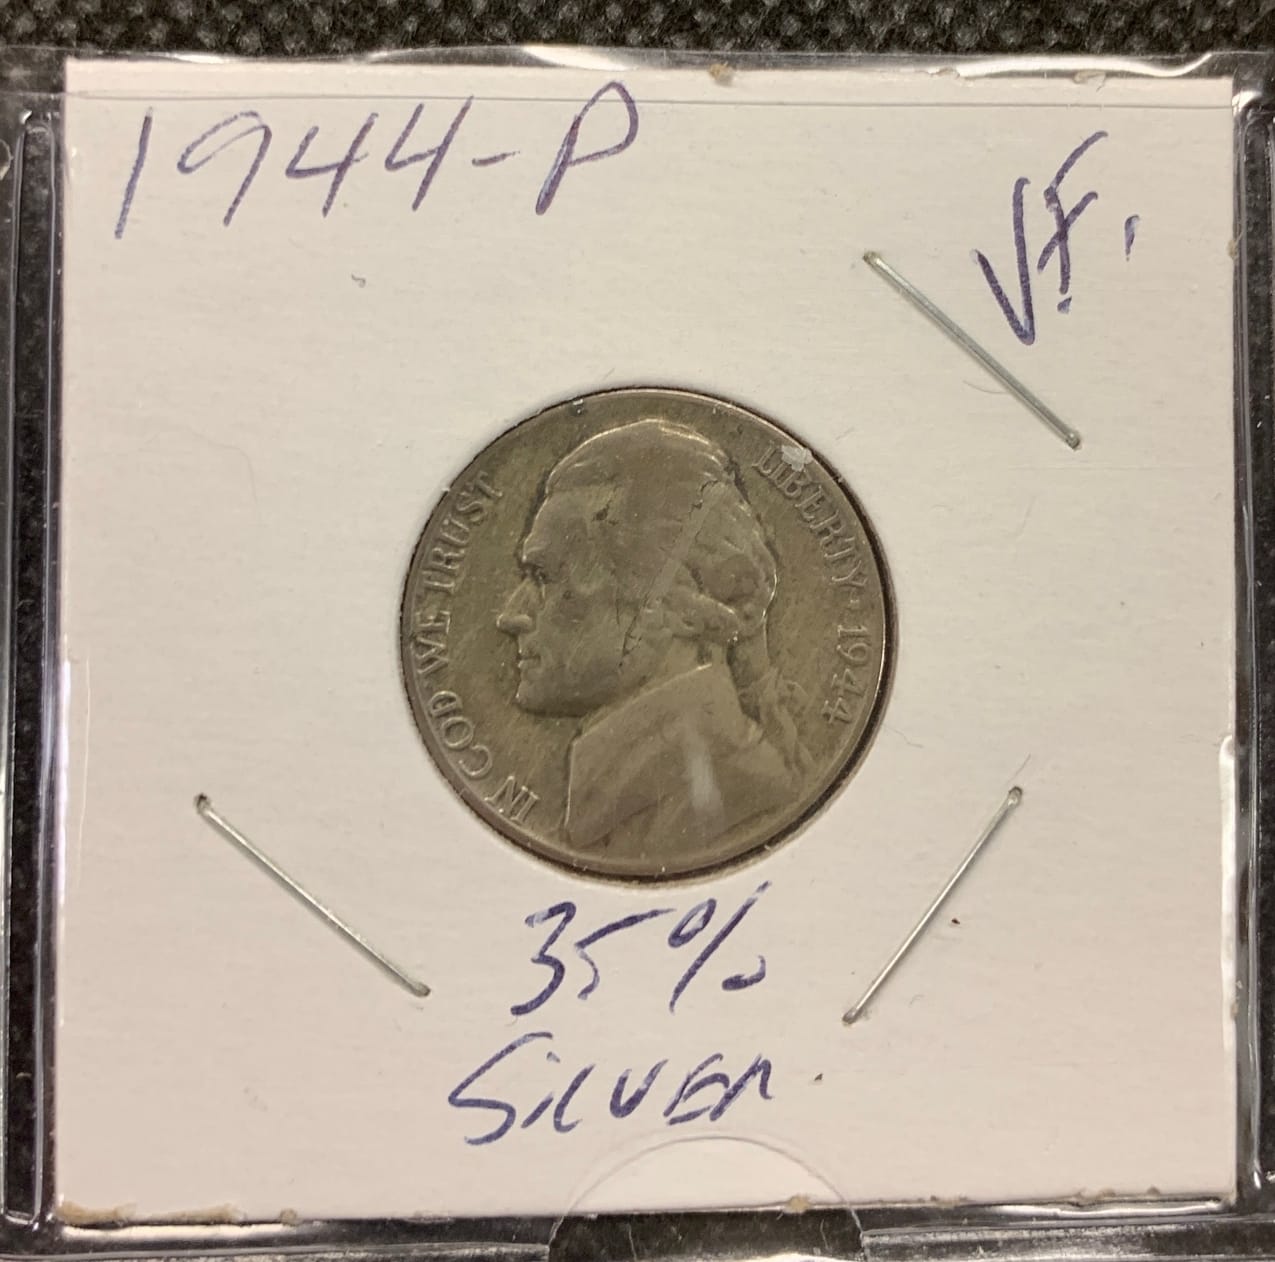 1944-P
VF.
IN GOD WE TRUST
LIBERTY · 1944
35%
SILVER